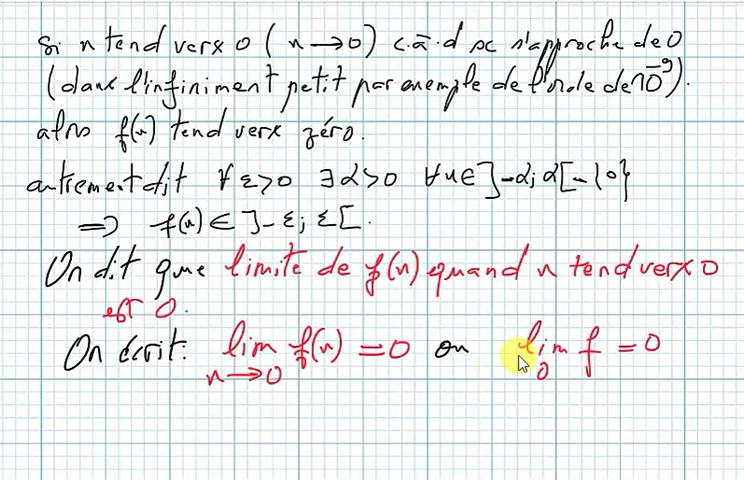 Si x tend vers 0 (x → 0) c.à.d x s'approche de 0
(dans l'infiniment petit par exemple de l'orde de 10⁻⁹).
alors f(x) tend vers zéro.
autrement dit ∀ ε>0 ∃ α>0 ∀x∈]-α; α[-{0}
⟹ f(x) ∈ ]-ε; ε[.
On dit que limite de f(x) quand x tend vers 0
est 0.
On écrit: lim f(x) = 0 ou lim f = 0
x→0 0